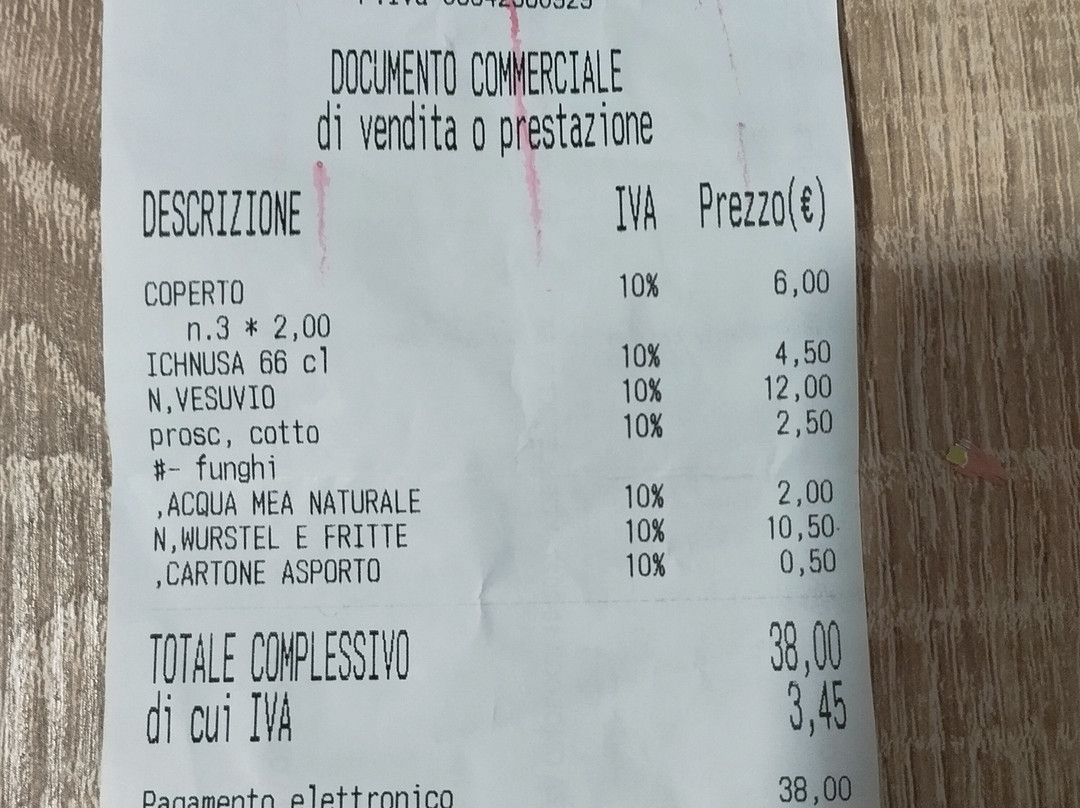 DOCUMENTO COMMERCIALE
di vendita o prestazione
DESCRIZIONE IVA Prezzo(€)
COPERTO 10% 6,00
n.3 * 2,00
ICHNUSA 66 cl 10% 4,50
N,VESUVIO 10% 12,00
prosc, cotto 10% 2,50
#- funghi
,ACQUA MEA NATURALE 10% 2,00
N,WURSTEL E FRITTE 10% 10,50
,CARTONE ASPORTO 10% 0,50
TOTALE COMPLESSIVO 38,00
di cui IVA 3,45
Pagamento elettronico 38,00